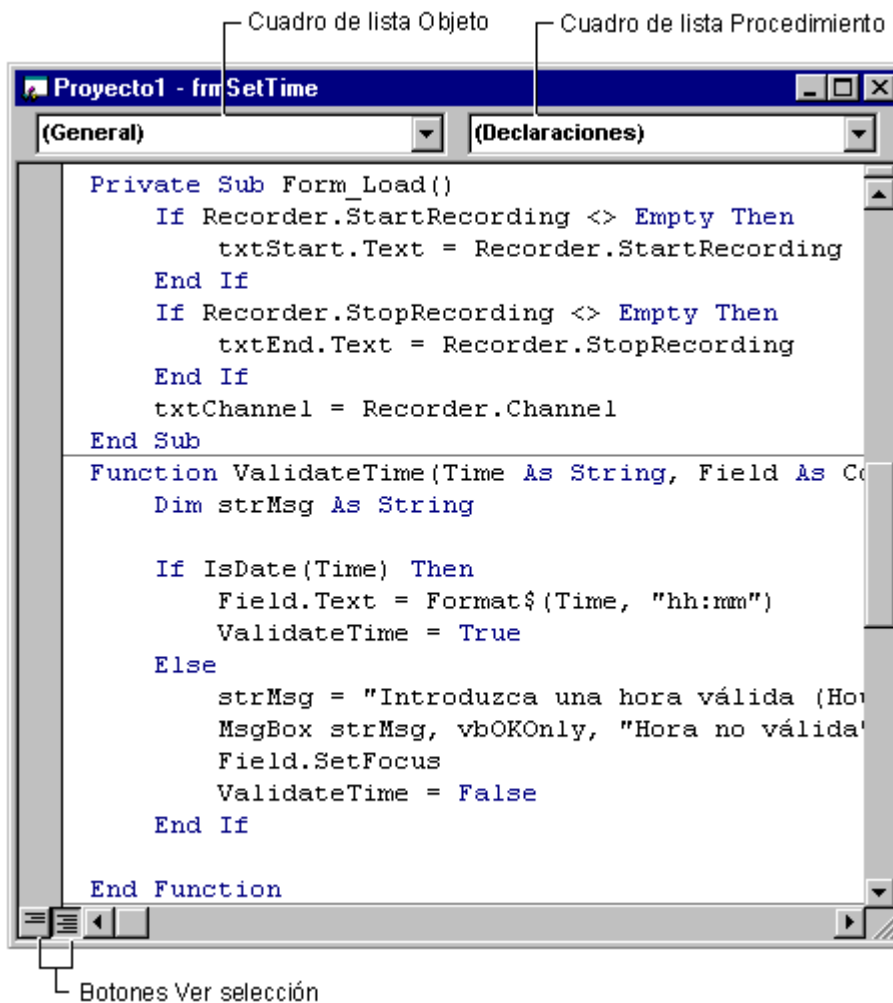 Cuadro de lista Objeto
Cuadro de lista Procedimiento
Proyecto1 - frmSetTime
(General)
(Declaraciones)
Private Sub Form_Load()
If Recorder.StartRecording <> Empty Then
txtStart.Text = Recorder.StartRecording
End If
If Recorder.StopRecording <> Empty Then
txtEnd.Text = Recorder.StopRecording
End If
txtChannel = Recorder.Channel
End Sub
Function ValidateTime(Time As String, Field As
Dim strMsg As String
If IsDate(Time) Then
Field.Text = Format$(Time, "hh:mm")
ValidateTime = True
Else
strMsg = "Introduzca una hora válida
MsgBox strMsg, vbOKOnly, "Hora no válida"
Field.SetFocus
ValidateTime = False
End If
End Function
Botones Ver selección